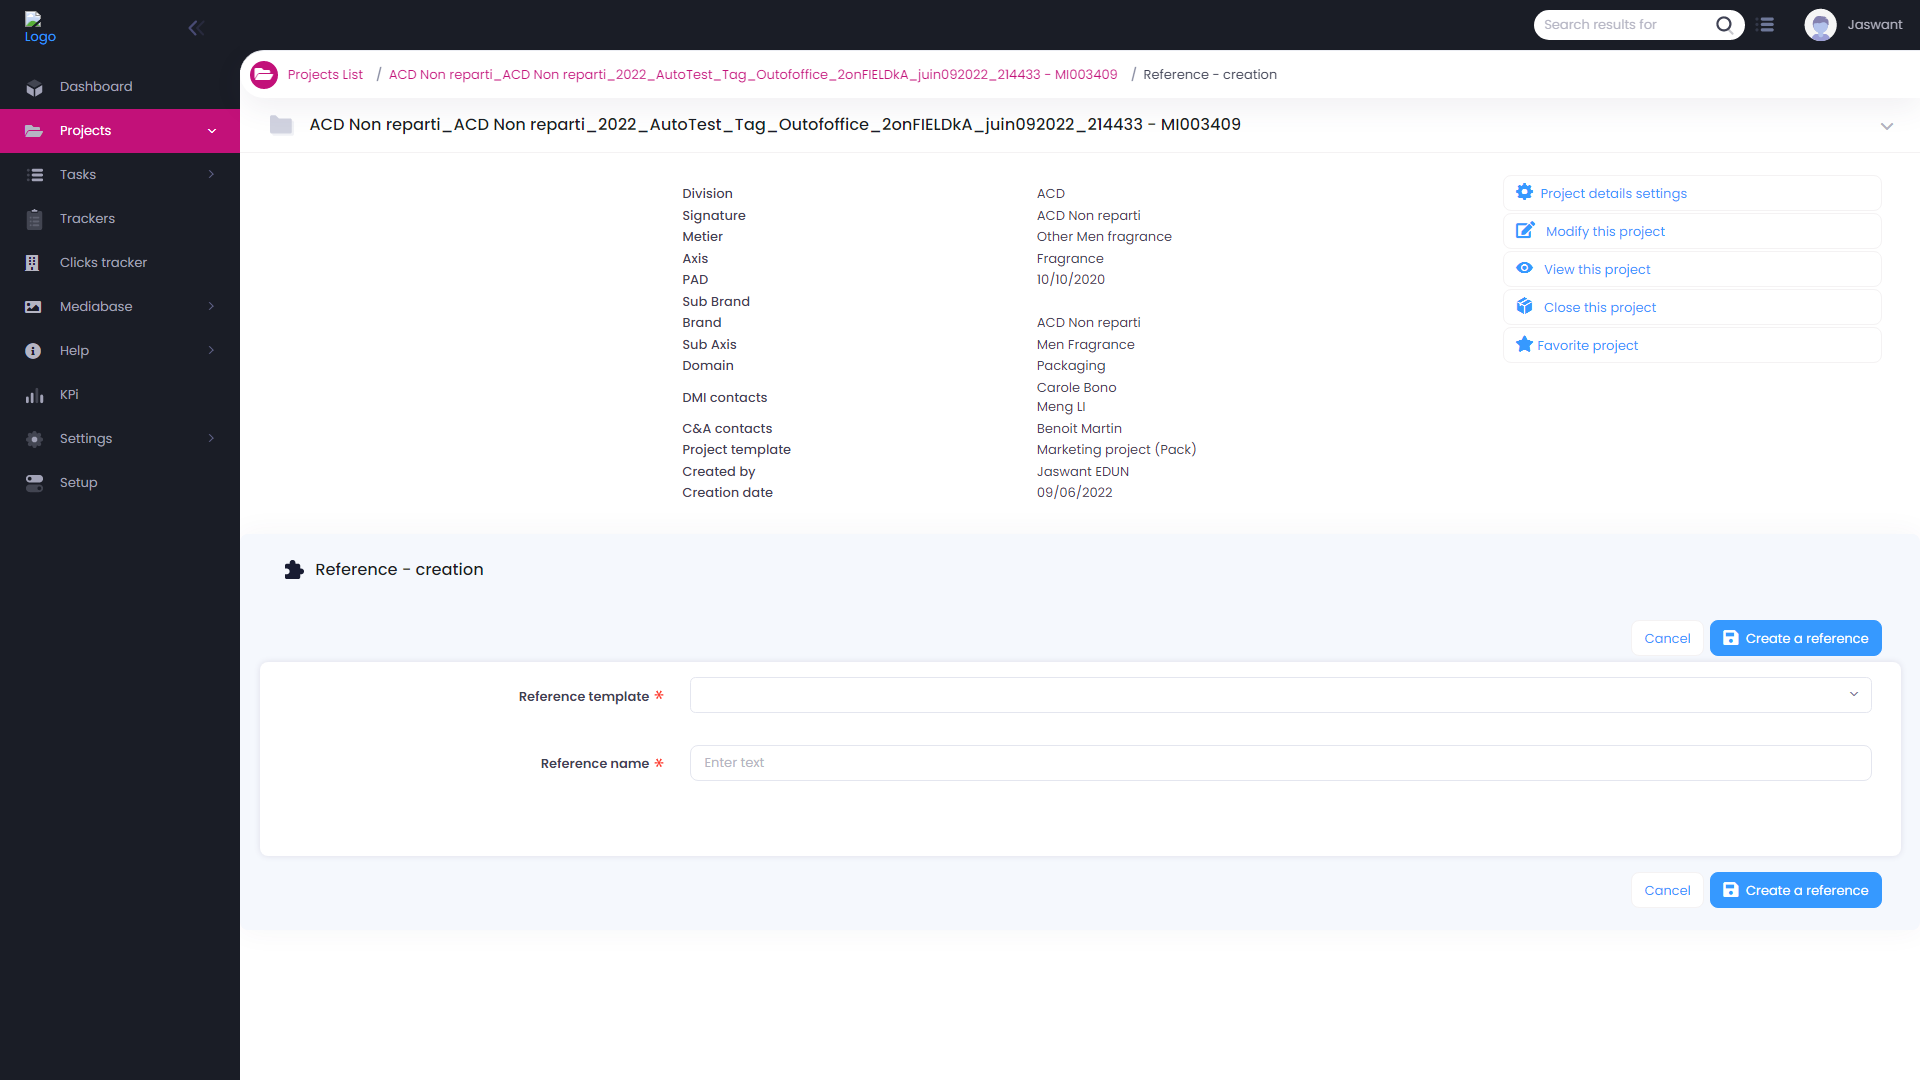 Logo
Search results for
Jaswant
Dashboard
Projects
Tasks
Trackers
Clicks tracker
Mediabase
Help
KPi
Settings
Setup
Projects List / ACD Non reparti_ACD Non reparti_2022_AutoTest_Tag_Outofoffice_2onFIELDkA_juin092022_214433 - MI003409 / Reference - creation
ACD Non reparti_ACD Non reparti_2022_AutoTest_Tag_Outofoffice_2onFIELDkA_juin092022_214433 - MI003409
Division ACD
Signature ACD Non reparti
Metier Other Men fragrance
Axis Fragrance
PAD 10/10/2020
Sub Brand
Brand ACD Non reparti
Sub Axis Men Fragrance
Domain Packaging
DMI contacts Carole Bono
Meng LI
C&A contacts Benoit Martin
Project template Marketing project (Pack)
Created by Jaswant EDUN
Creation date 09/06/2022
Project details settings
Modify this project
View this project
Close this project
Favorite project
Reference - creation
Cancel Create a reference
Reference template *
Reference name * Enter text
Cancel Create a reference